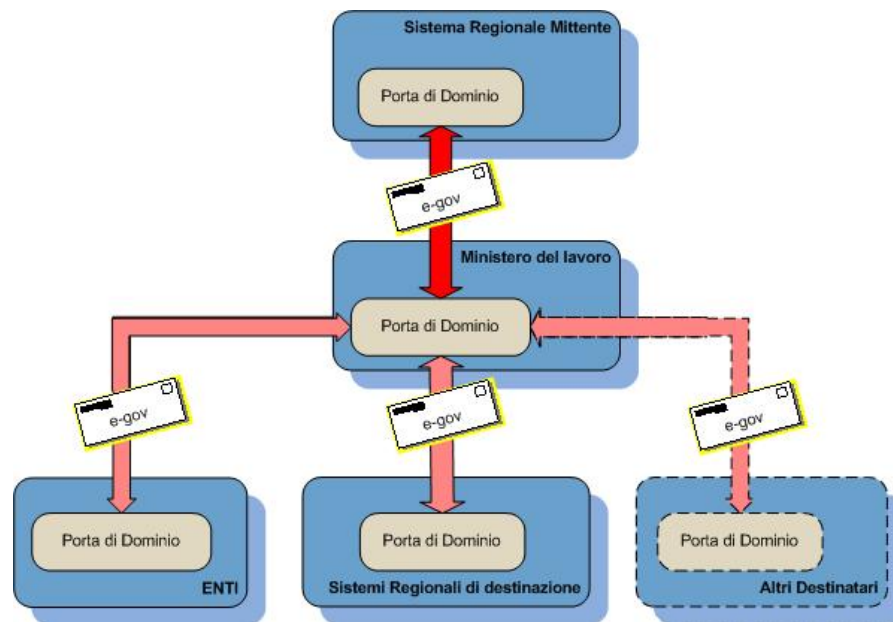 Sistema Regionale Mittente
Porta di Dominio
e-gov
Ministero del lavoro
Porta di Dominio
e-gov
e-gov
e-gov
Porta di Dominio
ENTI
Porta di Dominio
Sistemi Regionali di destinazione
Porta di Dominio
Altri Destinatari